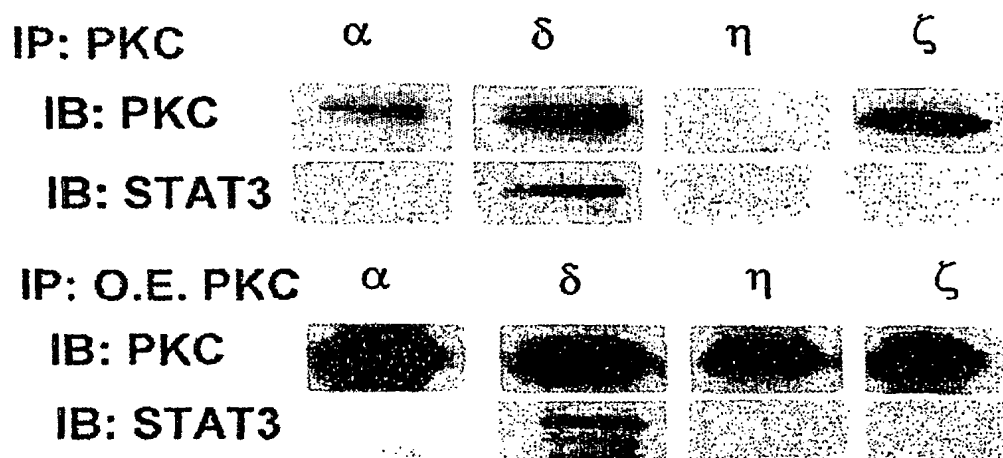 IP: PKC α δ η ζ
IB: PKC
IB: STAT3
IP: O.E. PKC α δ η ζ
IB: PKC
IB: STAT3